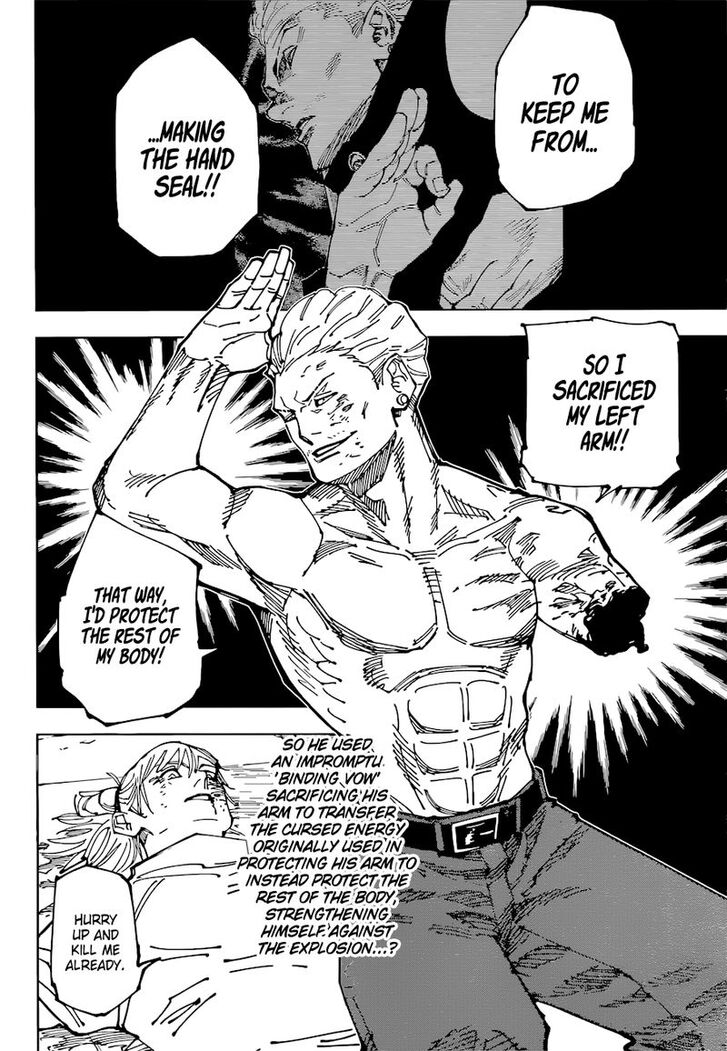 TO
KEEP ME
FROM...
...MAKING
THE HAND
SEAL!!
SO I
SACRIFICED
MY LEFT
ARM!!
THAT WAY,
I'D PROTECT
THE REST OF
MY BODY!
SO HE USED
AN IMPROMPTU
'BINDING VOW'
SACRIFICING HIS
ARM TO TRANSFER
THE CURSED ENERGY
ORIGINALLY USED IN
PROTECTING HIS ARM TO
INSTEAD PROTECT THE
REST OF THE BODY,
STRENGTHENING
HIMSELF AGAINST
THE EXPLOSION...?
HURRY
UP AND
KILL ME
ALREADY.